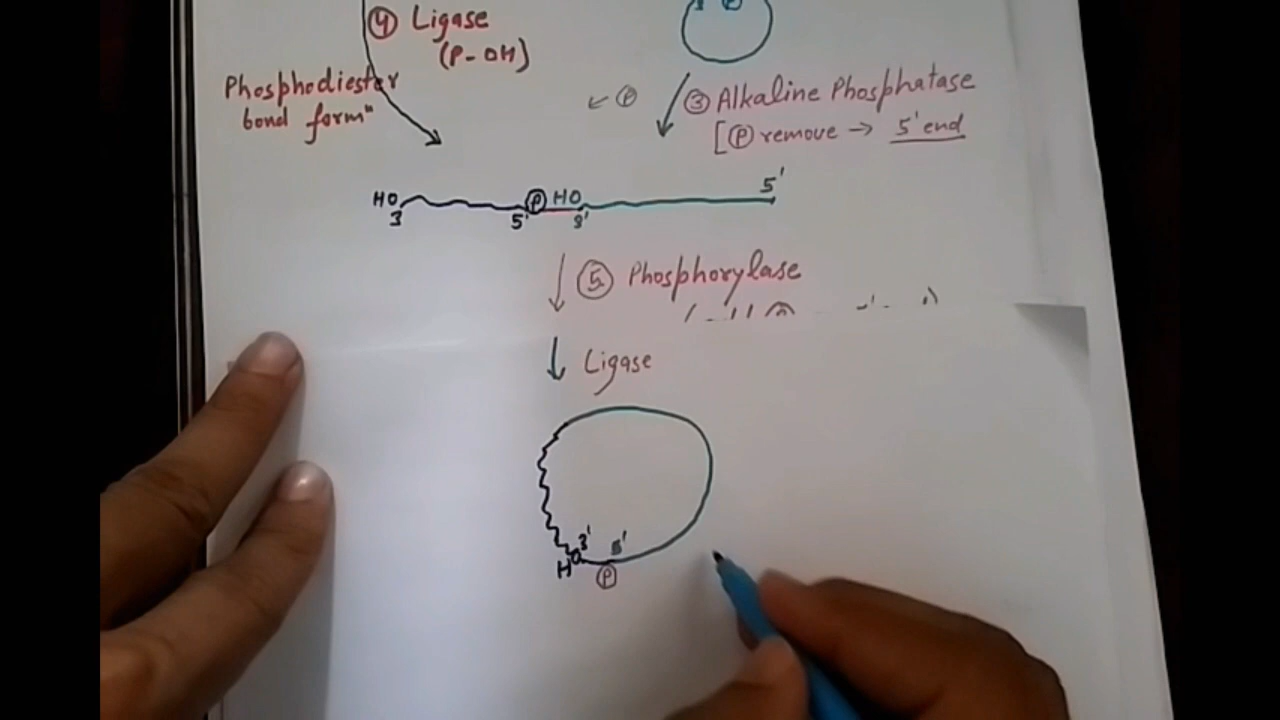 ④ Ligase
(P-OH)
Phosphodiester
bond formⁿ
← Ⓟ
③ Alkaline Phosphatase
[Ⓟ remove → 5' end
HO
3
5'
Ⓟ
HO
3'
5'
⑤ Phosphorylase
Ligase
3'
5'
HO
Ⓟ